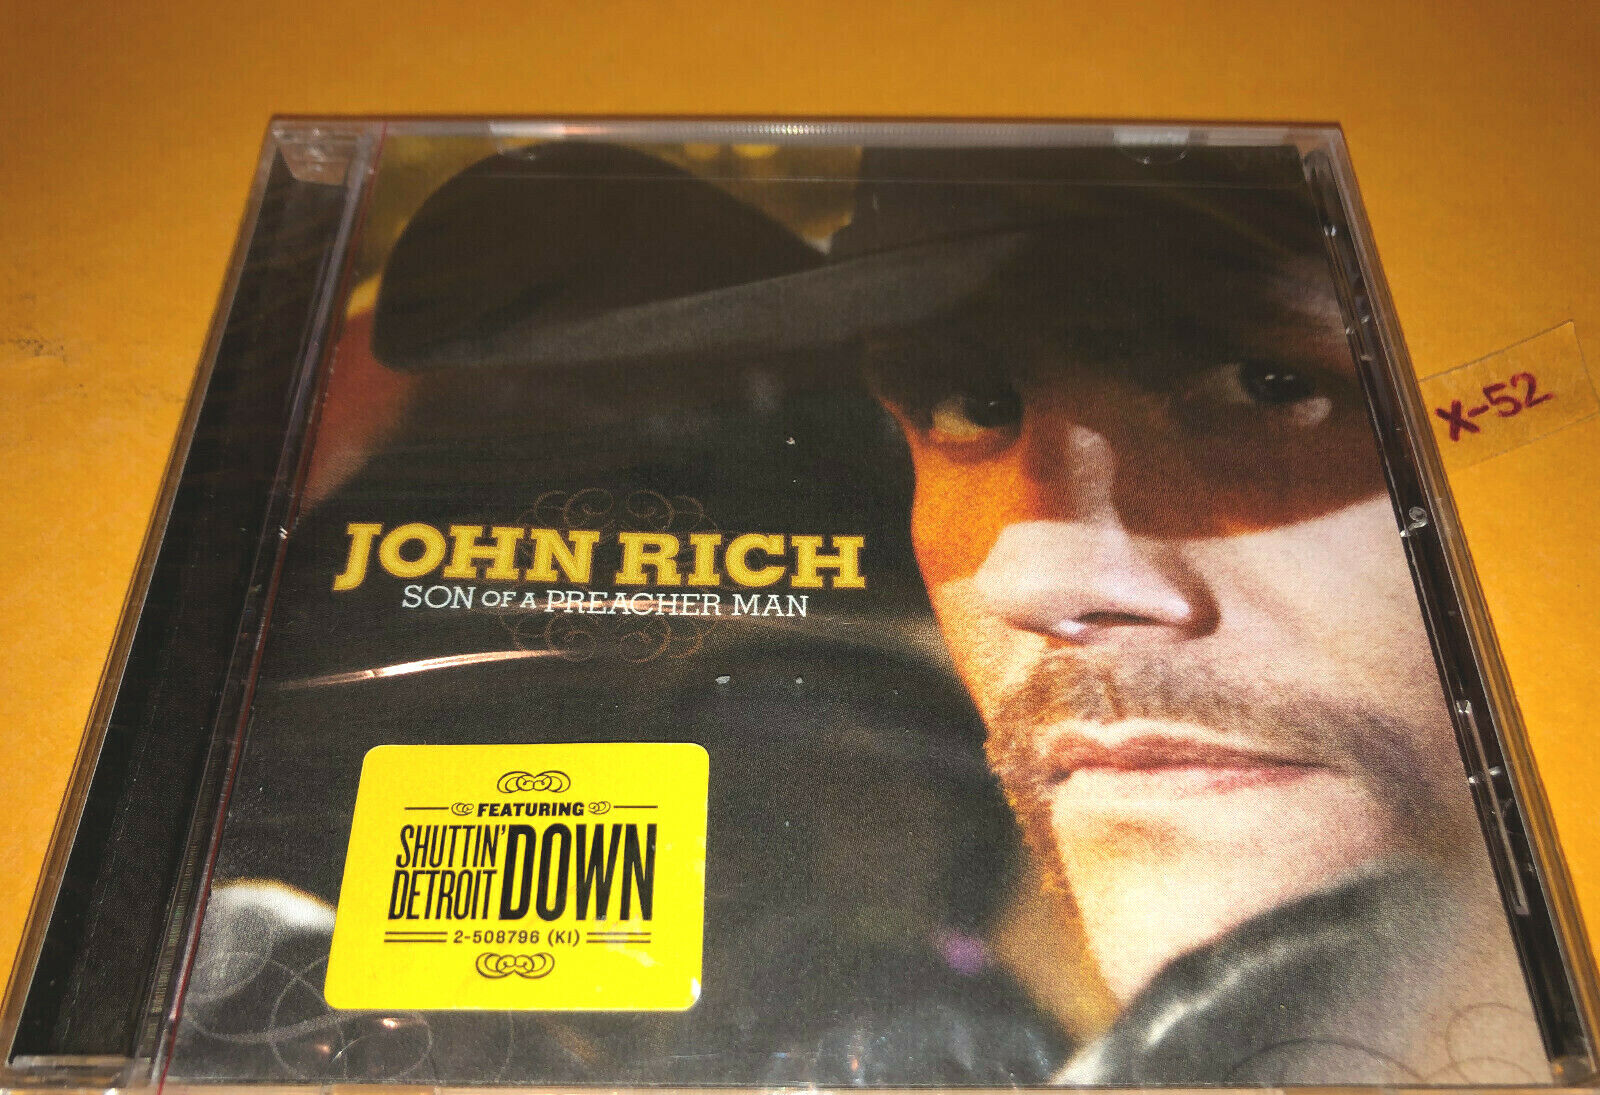 JOHN RICH
SON OF A PREACHER MAN
FEATURING
SHUTTIN'
DETROIT
DOWN
2-508796 (KI)
X-52